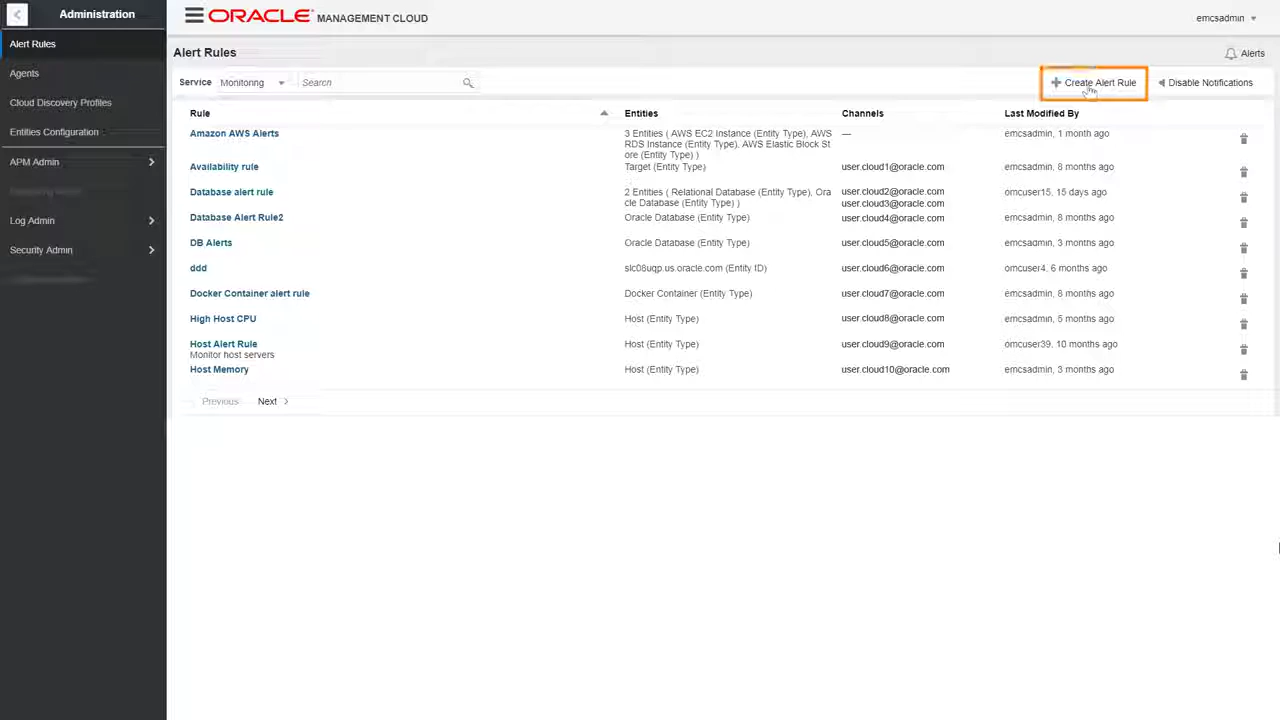 Administration
Alert Rules
Agents
Cloud Discovery Profiles
Entities Configuration
APM Admin
Log Admin
Security Admin
ORACLE MANAGEMENT CLOUD
emcsadmin
Alert Rules
Alerts
Service Monitoring Search
Create Alert Rule Disable Notifications
Rule Entities Channels Last Modified By
Amazon AWS Alerts 3 Entities ( AWS EC2 Instance (Entity Type), AWS — emcsadmin, 1 month ago
RDS Instance (Entity Type), AWS Elastic Block St
ore (Entity Type) )
Availability rule Target (Entity Type) user.cloud1@oracle.com emcsadmin, 8 months ago
Database alert rule 2 Entities ( Relational Database (Entity Type), Ora user.cloud2@oracle.com omcuser15, 15 days ago
cle Database (Entity Type) ) user.cloud3@oracle.com
Database Alert Rule2 Oracle Database (Entity Type) user.cloud4@oracle.com emcsadmin, 8 months ago
DB Alerts Oracle Database (Entity Type) user.cloud5@oracle.com emcsadmin, 3 months ago
ddd slc08uqp.us.oracle.com (Entity ID) user.cloud6@oracle.com omcuser4, 6 months ago
Docker Container alert rule Docker Container (Entity Type) user.cloud7@oracle.com emcsadmin, 8 months ago
High Host CPU Host (Entity Type) user.cloud8@oracle.com emcsadmin, 5 months ago
Host Alert Rule Host (Entity Type) user.cloud9@oracle.com omcuser39, 10 months ago
Monitor host servers
Host Memory Host (Entity Type) user.cloud10@oracle.com emcsadmin, 3 months ago
Previous Next